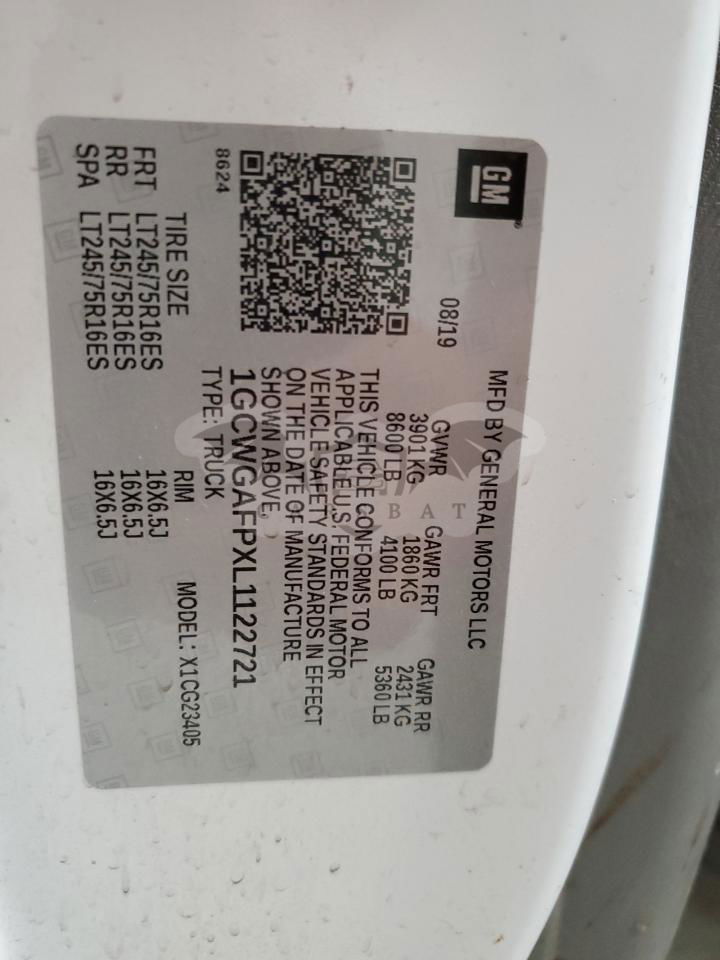 GM
MFD BY GENERAL MOTORS LLC
08/19 GVWR GAWR FRT GAWR RR
3901 KG 1860 KG 2431 KG
8600 LB 4100 LB 5360 LB
THIS VEHICLE CONFORMS TO ALL
APPLICABLE U.S. FEDERAL MOTOR
VEHICLE SAFETY STANDARDS IN EFFECT
ON THE DATE OF MANUFACTURE
SHOWN ABOVE.
1GCWGAFPXL1122721
8624
TYPE: TRUCK MODEL: X1CG23405
TIRE SIZE RIM
FRT LT245/75R16ES 16X6.5J
RR LT245/75R16ES 16X6.5J
SPA LT245/75R16ES 16X6.5J